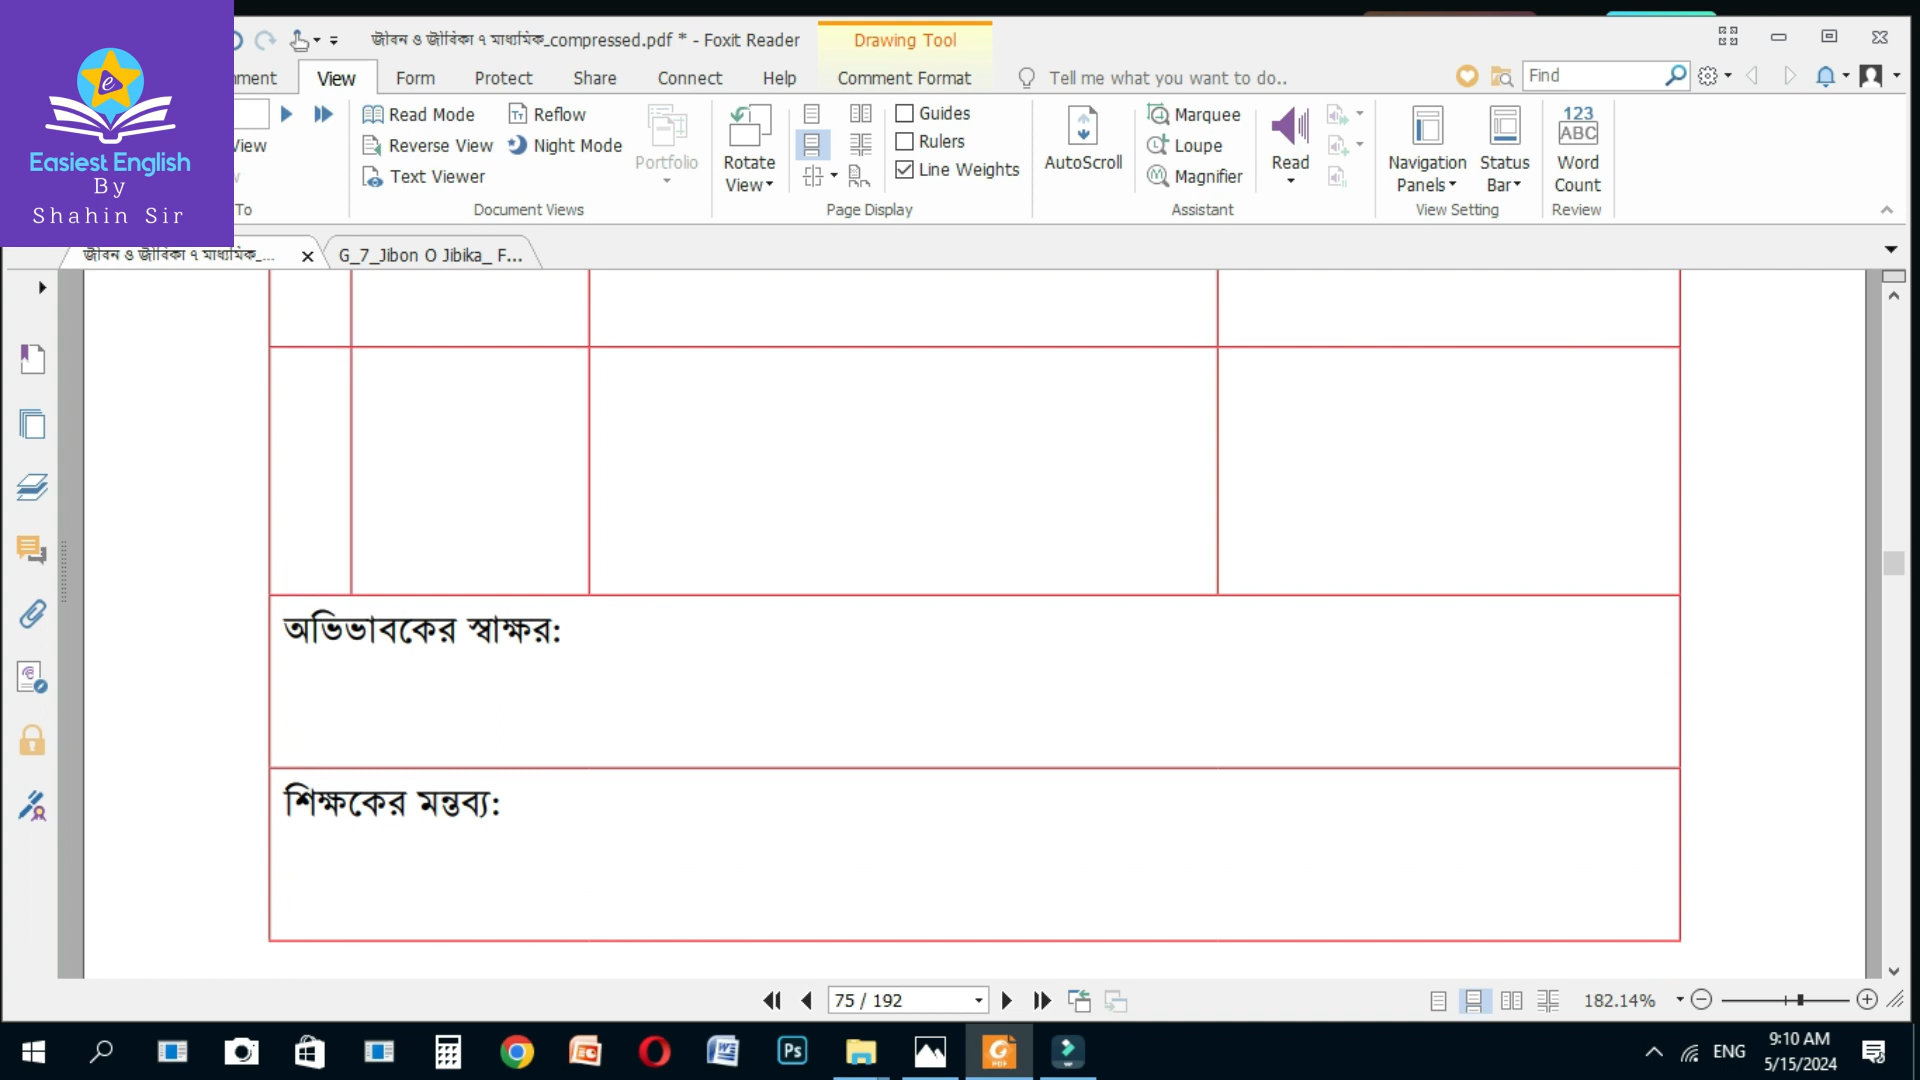 Easiest English
By
Shahin Sir
জীবন ও জীবিকা ৭ মাধ্যমিক_compressed.pdf * - Foxit Reader
Drawing Tool
View
Form
Protect
Share
Connect
Help
Comment Format
Tell me what you want to do..
Find
Read Mode
Reflow
Reverse View
Night Mode
Text Viewer
Document Views
Portfolio
Rotate
View
Guides
Rulers
Line Weights
Page Display
AutoScroll
Marquee
Loupe
Magnifier
Assistant
Read
Navigation
Panels
Status
Bar
View Setting
123
ABC
Word
Count
Review
View
To
জীবন ও জীবিকা ৭ মাধ্যমিক_...
G_7_Jibon O Jibika_ F...
অভিভাবকের স্বাক্ষর:
শিক্ষকের মন্তব্য:
75 / 192
182.14%
Ps
ENG
9:10 AM
5/15/2024